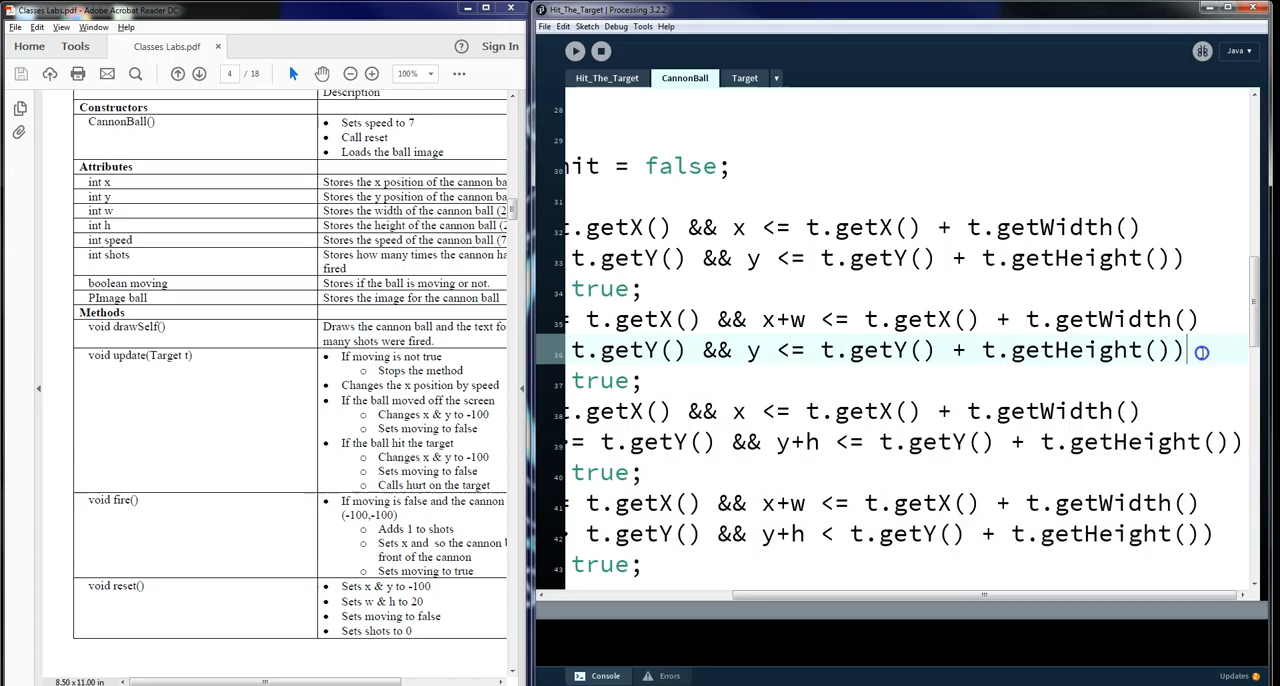 Classes Labs.pdf - Adobe Acrobat Reader DC
File Edit View Window Help
Home Tools Classes Labs.pdf × Sign In
4 / 18 100%
Description
Constructors
CannonBall()
• Sets speed to 7
• Call reset
• Loads the ball image
Attributes
int x Stores the x position of the cannon ba
int y Stores the y position of the cannon ba
int w Stores the width of the cannon ball (2
int h Stores the height of the cannon ball (2
int speed Stores the speed of the cannon ball (7
int shots Stores how many times the cannon ha
fired
boolean moving Stores if the ball is moving or not.
PImage ball Stores the image for the cannon ball
Methods
void drawSelf() Draws the cannon ball and the text fo
many shots were fired.
void update(Target t)
• If moving is not true
o Stops the method
• Changes the x position by speed
• If the ball moved off the screen
o Changes x & y to -100
o Sets moving to false
• If the ball hit the target
o Changes x & y to -100
o Sets moving to false
o Calls hurt on the target
void fire()
• If moving is false and the cannon
(-100,-100)
o Adds 1 to shots
o Sets x and so the cannon b
front of the cannon
o Sets moving to true
void reset()
• Sets x & y to -100
• Sets w & h to 20
• Sets moving to false
• Sets shots to 0
8.50 x 11.00 in
Hit_The_Target | Processing 3.2.2
File Edit Sketch Debug Tools Help
Java
Hit_The_Target CannonBall Target
28
29
30 hit = false;
31
32 t.getX() && x <= t.getX() + t.getWidth()
33 t.getY() && y <= t.getY() + t.getHeight())
34 true;
35 = t.getX() && x+w <= t.getX() + t.getWidth()
36 t.getY() && y <= t.getY() + t.getHeight())
37 true;
38 t.getX() && x <= t.getX() + t.getWidth()
39 >= t.getY() && y+h <= t.getY() + t.getHeight())
40 true;
41 = t.getX() && x+w <= t.getX() + t.getWidth()
42 t.getY() && y+h < t.getY() + t.getHeight())
43 true;
Console Errors Updates 2